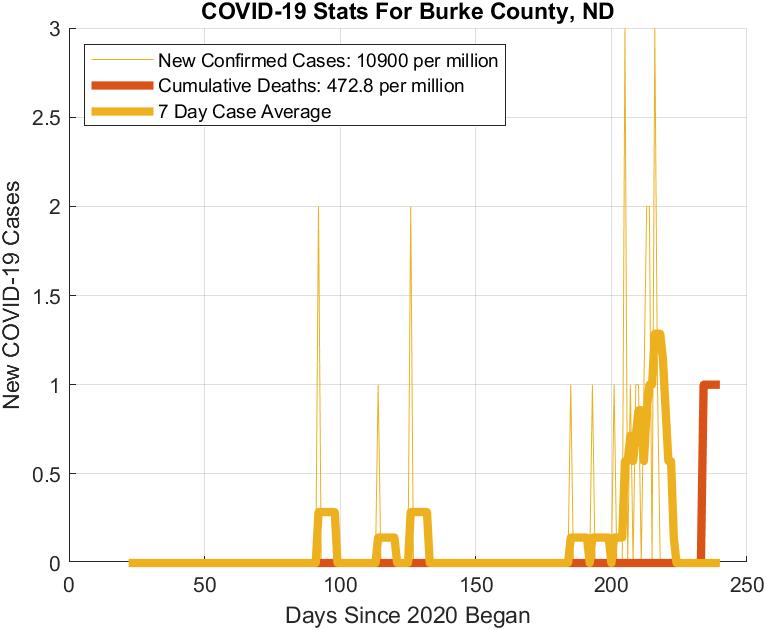 COVID-19 Stats For Burke County, ND
3
2.5
2
1.5
1
0.5
0
New COVID-19 Cases
New Confirmed Cases: 10900 per million
Cumulative Deaths: 472.8 per million
7 Day Case Average
0 50 100 150 200 250
Days Since 2020 Began